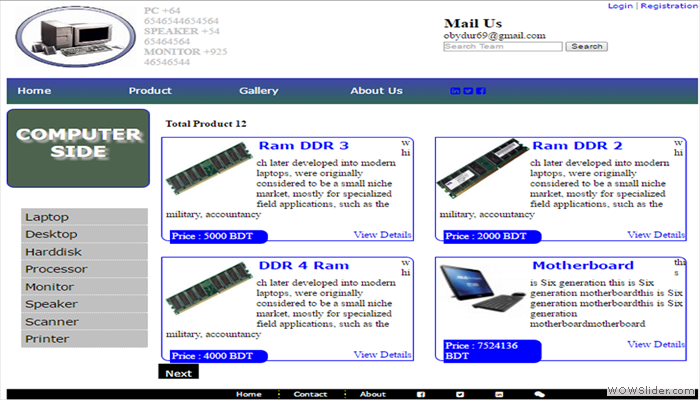 Login | Registration
PC +64
6546544654564
SPEAKER +54
65464564
MONITOR +925
46546544
Mail Us
obydur69@gmail.com
Search Team Search
Home Product Gallery About Us
COMPUTER
SIDE
Laptop
Desktop
Harddisk
Processor
Monitor
Speaker
Scanner
Printer
Total Product 12
Ram DDR 3
w
hi
ch later developed into modern
laptops, were originally
considered to be a small niche
market, mostly for specialized
field applications, such as the
military, accountancy
Price : 5000 BDT View Details
Ram DDR 2
w
hi
ch later developed into modern
laptops, were originally
considered to be a small niche
market, mostly for specialized
field applications, such as the
military, accountancy
Price : 2000 BDT View Details
DDR 4 Ram
w
hi
ch later developed into modern
laptops, were originally
considered to be a small niche
market, mostly for specialized
field applications, such as the
military, accountancy
Price : 4000 BDT View Details
Motherboard
thi
s
is Six generation this is Six
generation motherboardthis is Six
generation motherboardthis is Six
generation
motherboardmotherboard
Price : 7524136
BDT
View Details
Next
Home Contact About
WOWSlider.com